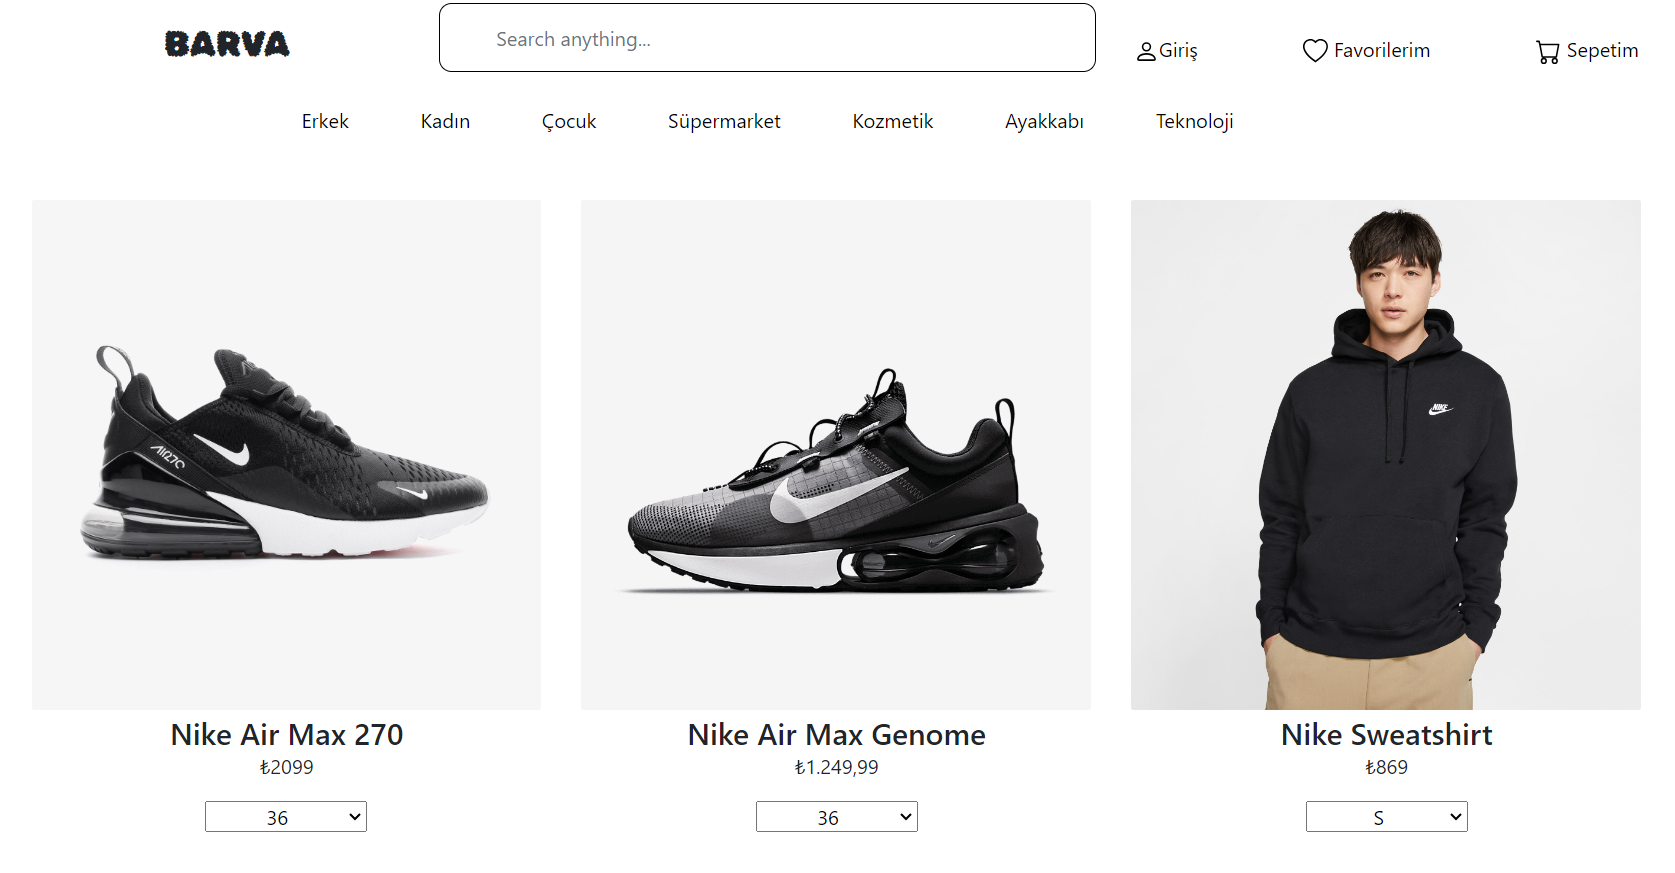 BARVA
Search anything...
Giriş
Favorilerim
Sepetim
Erkek Kadın Çocuk Süpermarket Kozmetik Ayakkabı Teknoloji
AIR27C
NIKE
Nike Air Max 270
₺2099
36
Nike Air Max Genome
₺1.249,99
36
Nike Sweatshirt
₺869
S